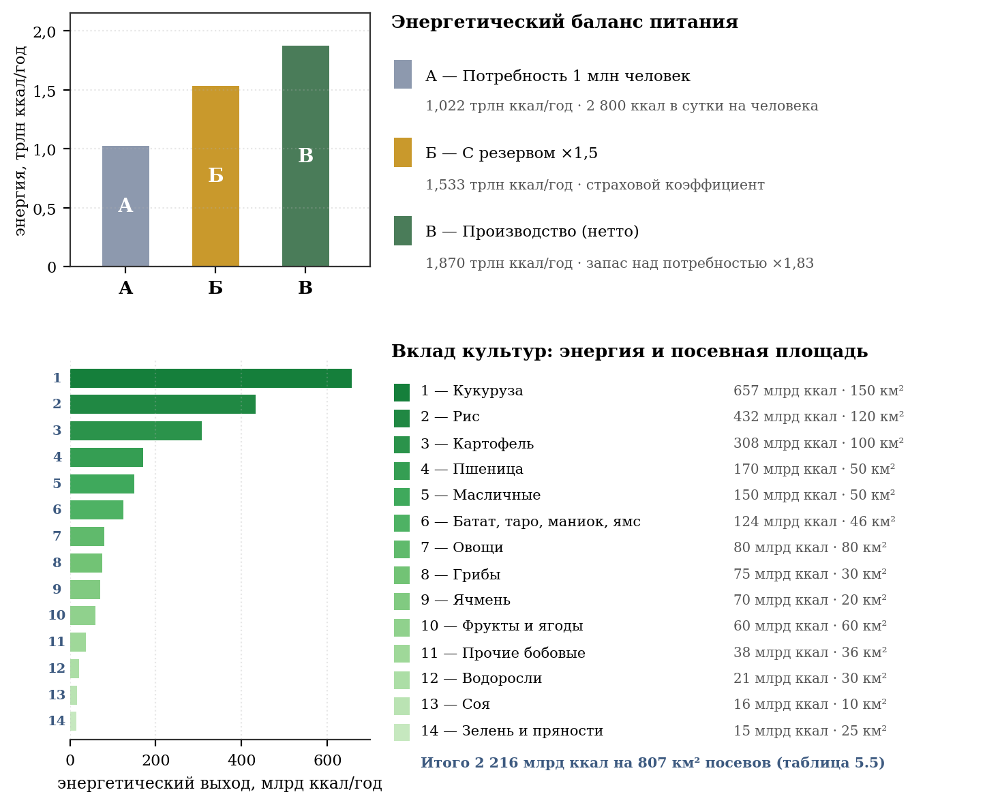 Энергетический баланс питания
энергия, трлн ккал/год
2,0
1,5
1,0
0,5
0
А
Б
В
А
Б
В
А — Потребность 1 млн человек
1,022 трлн ккал/год · 2 800 ккал в сутки на человека
Б — С резервом ×1,5
1,533 трлн ккал/год · страховой коэффициент
В — Производство (нетто)
1,870 трлн ккал/год · запас над потребностью ×1,83
Вклад культур: энергия и посевная площадь
1
2
3
4
5
6
7
8
9
10
11
12
13
14
0 200 400 600
энергетический выход, млрд ккал/год
1 — Кукуруза 657 млрд ккал · 150 км²
2 — Рис 432 млрд ккал · 120 км²
3 — Картофель 308 млрд ккал · 100 км²
4 — Пшеница 170 млрд ккал · 50 км²
5 — Масличные 150 млрд ккал · 50 км²
6 — Батат, таро, маниок, ямс 124 млрд ккал · 46 км²
7 — Овощи 80 млрд ккал · 80 км²
8 — Грибы 75 млрд ккал · 30 км²
9 — Ячмень 70 млрд ккал · 20 км²
10 — Фрукты и ягоды 60 млрд ккал · 60 км²
11 — Прочие бобовые 38 млрд ккал · 36 км²
12 — Водоросли 21 млрд ккал · 30 км²
13 — Соя 16 млрд ккал · 10 км²
14 — Зелень и пряности 15 млрд ккал · 25 км²
Итого 2 216 млрд ккал на 807 км² посевов (таблица 5.5)